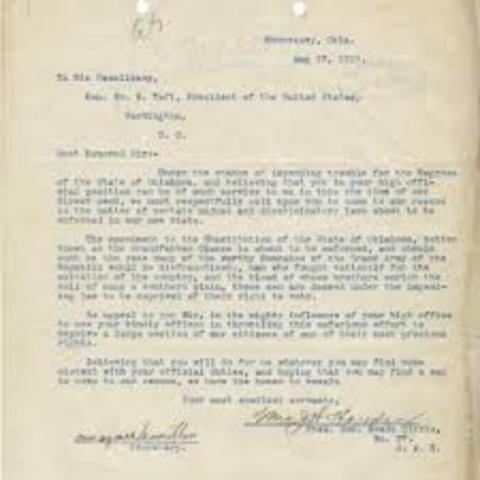 Hennessey, Okla.
Aug 27, 1910.
To His Excellency,
Hon. Wm. H. Taft, President of the United States,
Washington,
D. C.
Most Honored Sir:-
Under the stress of impending trouble for the Negroes
of the State of Oklahoma, and believing that you in your high offi-
cial position can be of much service to us in this the time of our
direst need, we most respectfully call upon you to come to our rescue
in the matter of certain unjust and discriminatory laws about to be
enforced in our new State.
The amendment to the Constitution of the State of Oklahoma, better
known as the Grandfather Clause is about to be enforced, and should
such be the case many of the worthy Comrades of the Grand Army of the
Republic would be disfranchised, men who fought valiantly for the
salvation of the country, and the blood of whose brothers enrich the
soil of many a southern plain, these men are doomed under the impend-
ing law to be deprived of their right to vote.
We appeal to you Sir, in the mighty influence of your high office
to use your kindly offices in throttling this nefarious effort to
deprive a large section of our citizens of one of their most precious
rights.
Believing that you will do for us whatever you may find con-
sistent with your official duties, and hoping that you may find a way
to come to our rescue, we have the honor to remain
Your most obedient servants,
Pres. Gen. Meade Circle,
No. 27.
G. A. R.
Secretary.